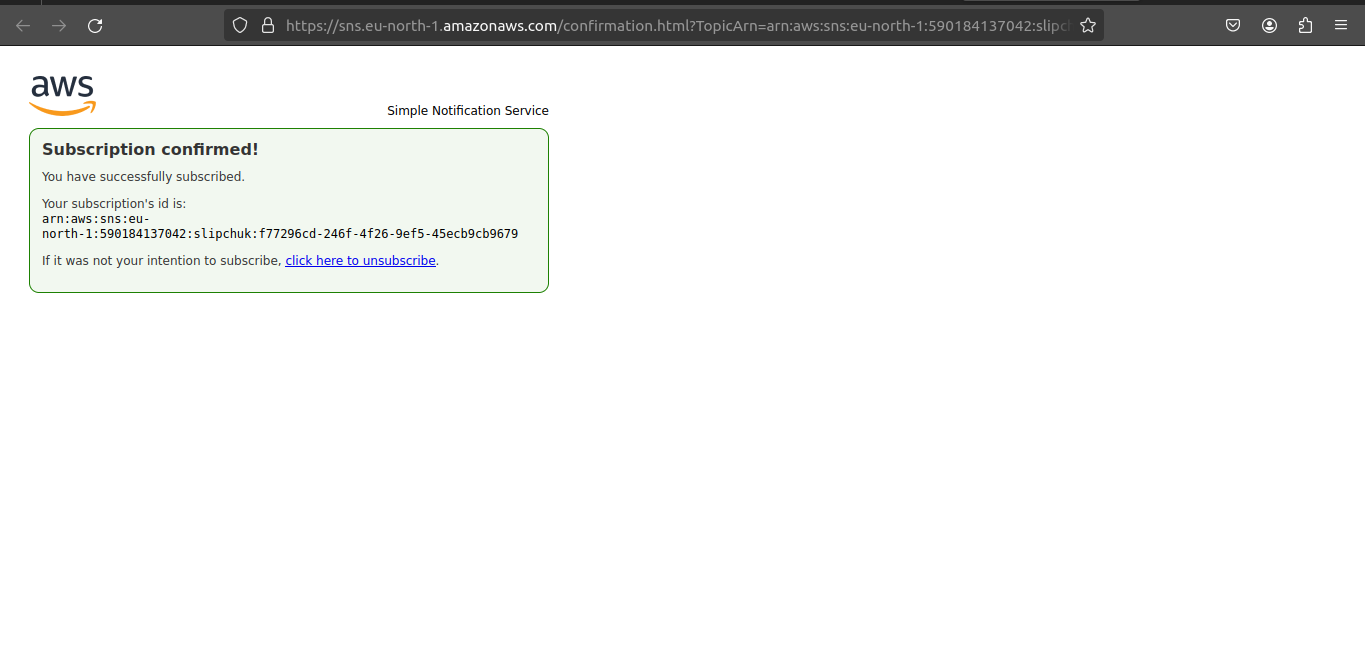 https://sns.eu-north-1.amazonaws.com/confirmation.html?TopicArn=arn:aws:sns:eu-north-1:590184137042:slipch
aws
Simple Notification Service
Subscription confirmed!
You have successfully subscribed.
Your subscription's id is:
arn:aws:sns:eu-
north-1:590184137042:slipchuk:f77296cd-246f-4f26-9ef5-45ecb9cb9679
If it was not your intention to subscribe, click here to unsubscribe.